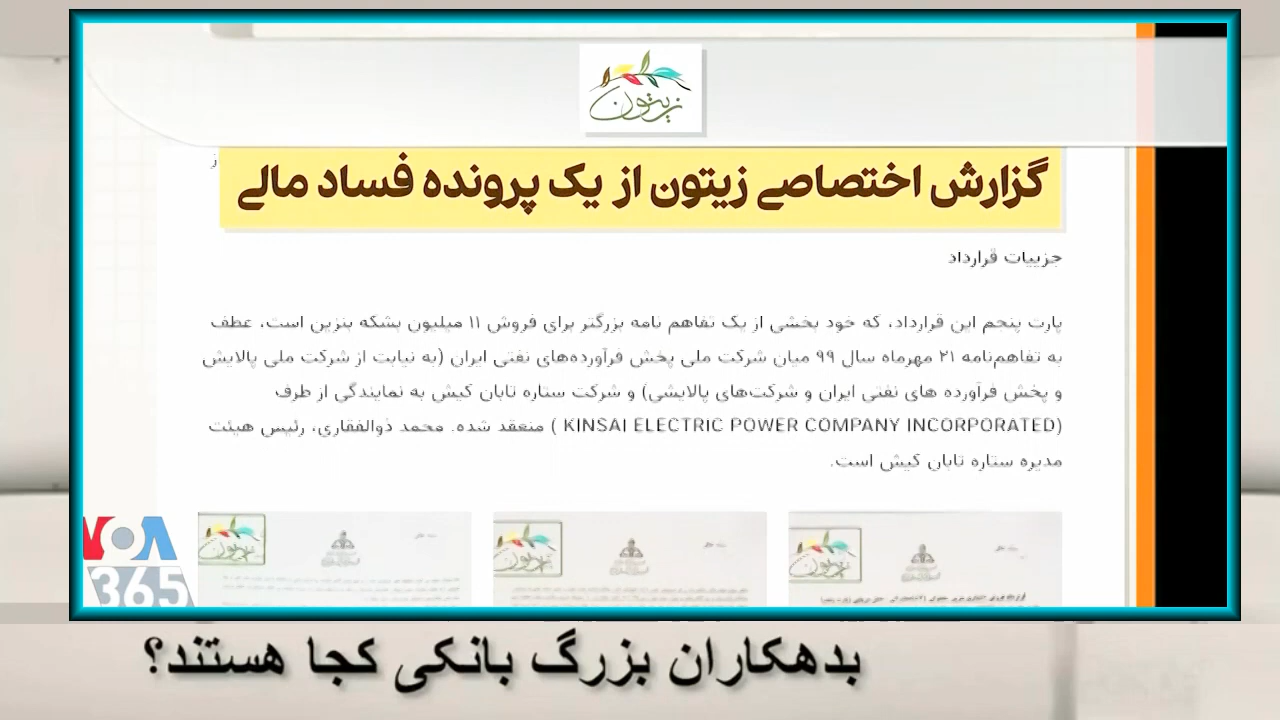 زیتون
گزارش اختصاصی زیتون از یک پرونده فساد مالی
جزییات قرارداد
پارت پنجم این قرارداد، که خود بخشی از یک تفاهم نامه بزرگتر برای فروش ۱۱ میلیون بشکه بنزین است، عطف
به تفاهم‌نامه ۲۱ مهرماه سال ۹۹ میان شرکت ملی پخش فرآورده‌های نفتی ایران (به نیابت از شرکت ملی پالایش
و پخش فرآورده های نفتی ایران و شرکت‌های پالایشی) و شرکت ستاره تابان کیش به نمایندگی از طرف
(KINSAI ELECTRIC POWER COMPANY INCORPORATED ) منعقد شده. محمد ذوالفقاری، رئیس هیئت
مدیره ستاره تابان کیش است.
زیتون
زیتون
زیتون
VOA
365
بدهکاران بزرگ بانکی کجا هستند؟